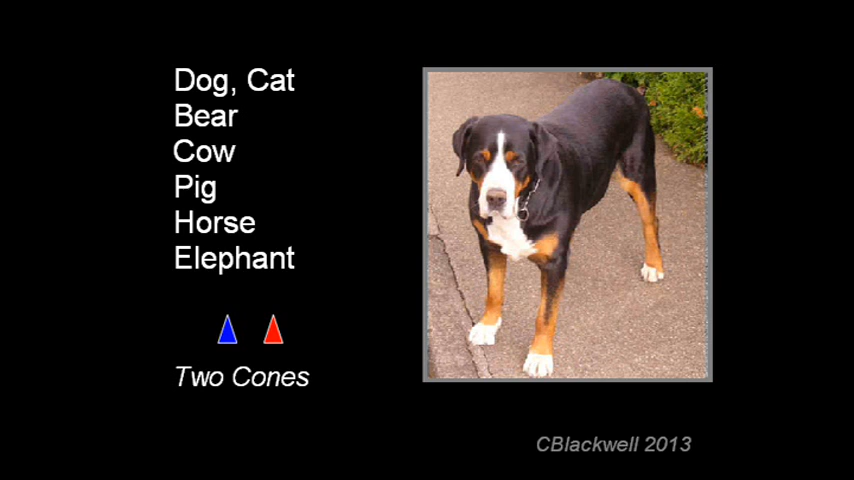 Dog, Cat
Bear
Cow
Pig
Horse
Elephant
Two Cones
CBlackwell 2013